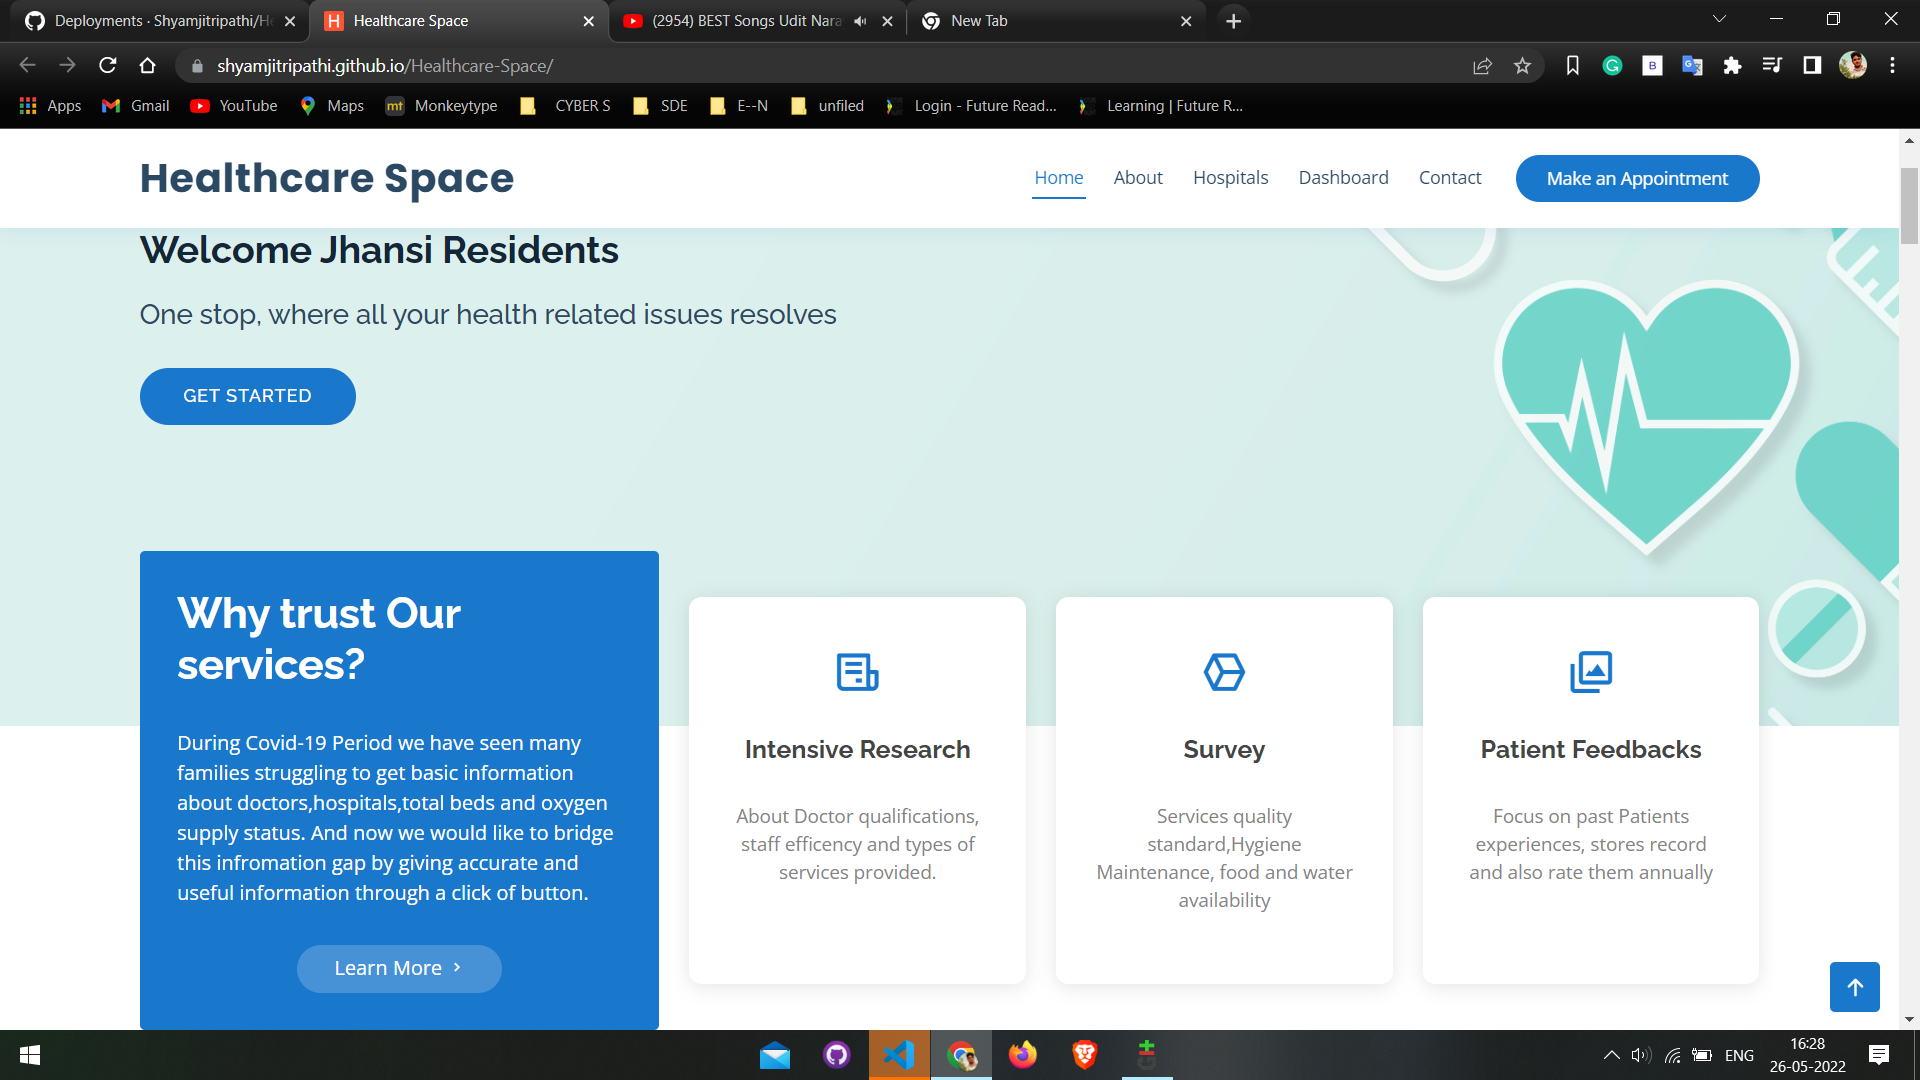 Deployments · Shyamjitripathi/He
Healthcare Space
(2954) BEST Songs Udit Nara
New Tab
shyamjitripathi.github.io/Healthcare-Space/
Apps
Gmail
YouTube
Maps
mt
Monkeytype
CYBER S
SDE
E--N
unfiled
Login - Future Read...
Learning | Future R...
Healthcare Space
Home
About
Hospitals
Dashboard
Contact
Make an Appointment
Welcome Jhansi Residents
One stop, where all your health related issues resolves
GET STARTED
Why trust Our
services?
During Covid-19 Period we have seen many
families struggling to get basic information
about doctors,hospitals,total beds and oxygen
supply status. And now we would like to bridge
this infromation gap by giving accurate and
useful information through a click of button.
Learn More
Intensive Research
About Doctor qualifications,
staff efficency and types of
services provided.
Survey
Services quality
standard,Hygiene
Maintenance, food and water
availability
Patient Feedbacks
Focus on past Patients
experiences, stores record
and also rate them annually
ENG
16:28
26-05-2022